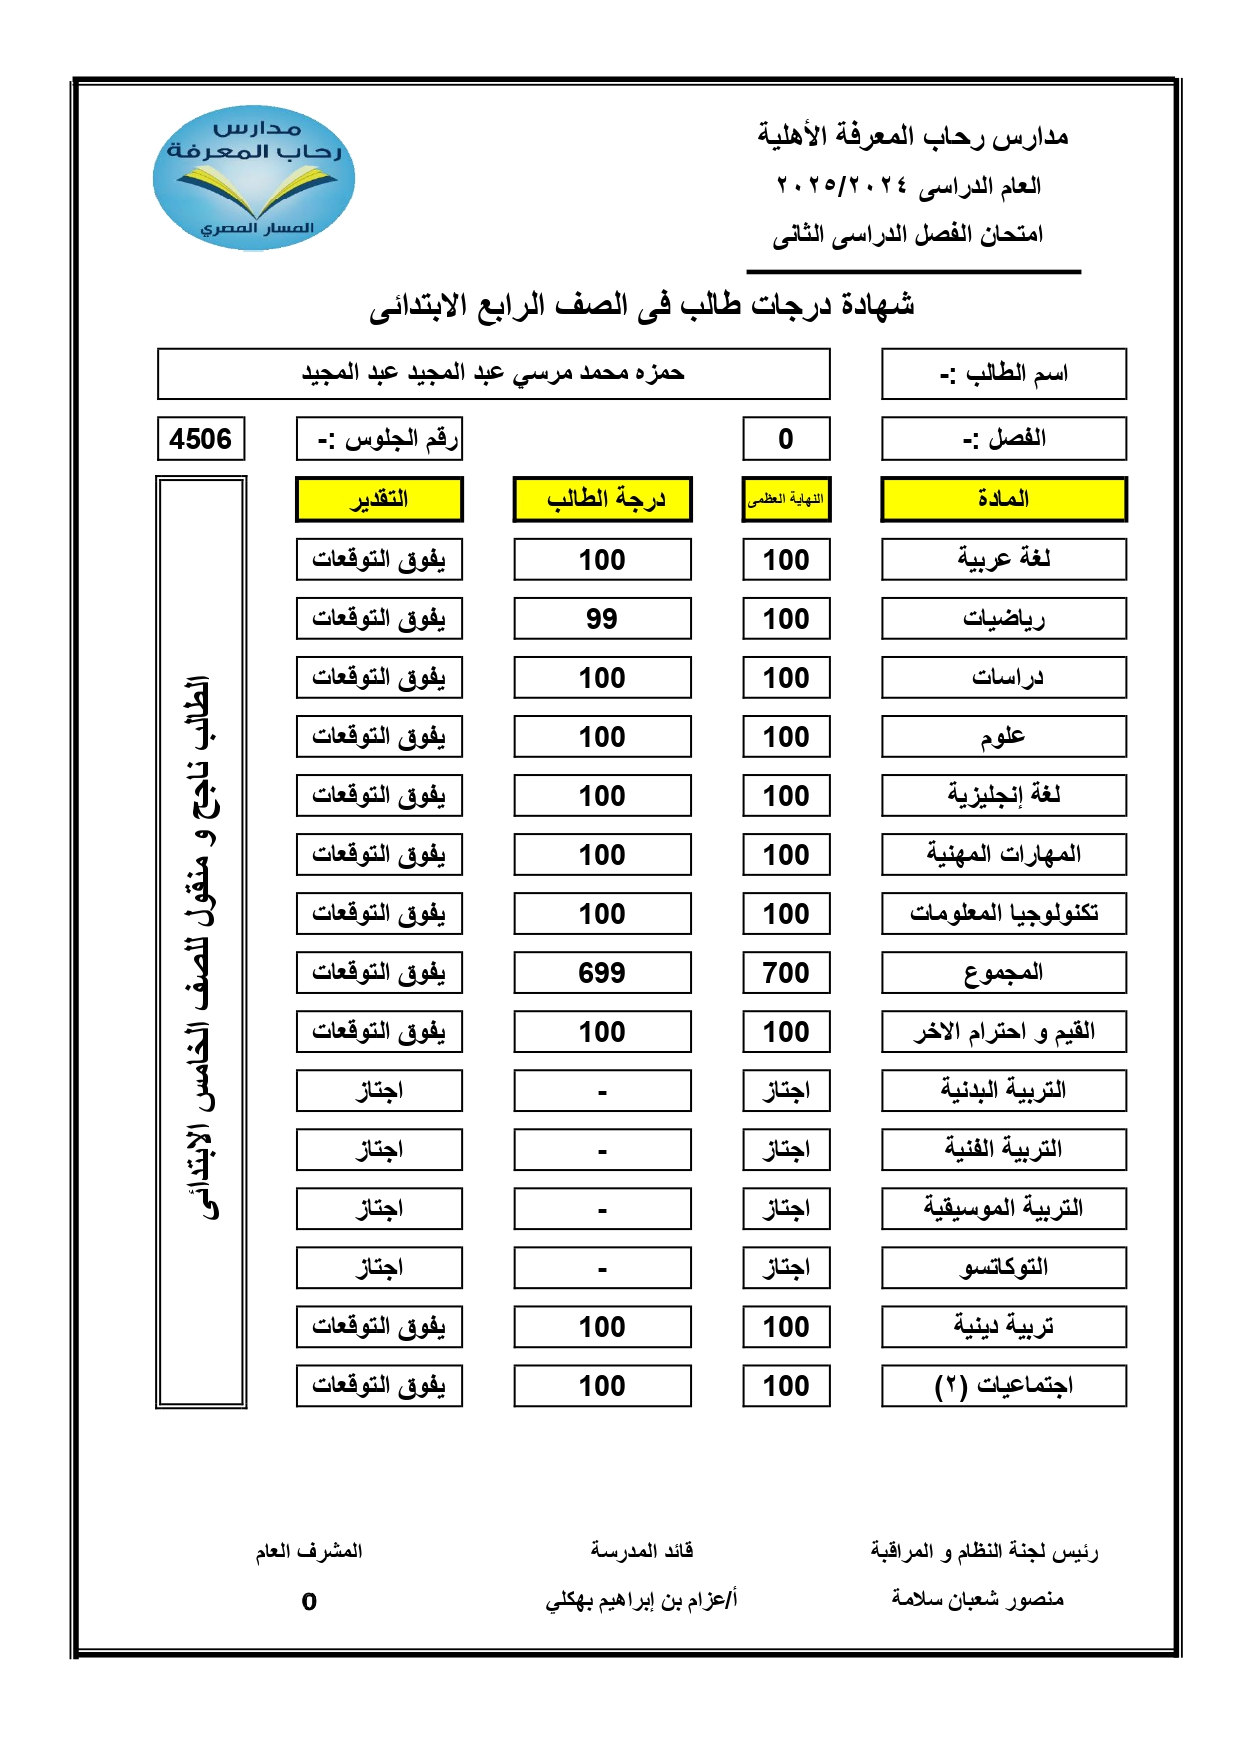 مدارس رحاب المعرفة الأهلية
العام الدراسى ٢٠٢٥/٢٠٢٤
امتحان الفصل الدراسى الثانى
مدارس
رحاب المعرفة
المسار المصري
شهادة درجات طالب فى الصف الرابع الابتدائى
اسم الطالب :- حمزه محمد مرسي عبد المجيد عبد المجيد
الفصل :- 0 رقم الجلوس :- 4506
المادة النهاية العظمى درجة الطالب التقدير
لغة عربية 100 100 يفوق التوقعات
رياضيات 100 99 يفوق التوقعات
دراسات 100 100 يفوق التوقعات
علوم 100 100 يفوق التوقعات
لغة إنجليزية 100 100 يفوق التوقعات
المهارات المهنية 100 100 يفوق التوقعات
تكنولوجيا المعلومات 100 100 يفوق التوقعات
المجموع 700 699 يفوق التوقعات
القيم و احترام الاخر 100 100 يفوق التوقعات
التربية البدنية اجتاز - اجتاز
التربية الفنية اجتاز - اجتاز
التربية الموسيقية اجتاز - اجتاز
التوكاتسو اجتاز - اجتاز
تربية دينية 100 100 يفوق التوقعات
اجتماعيات (٢) 100 100 يفوق التوقعات
الطالب ناجح و منقول للصف الخامس الابتدائى
رئيس لجنة النظام و المراقبة قائد المدرسة المشرف العام
منصور شعبان سلامة أ/عزام بن إبراهيم بهكلي 0